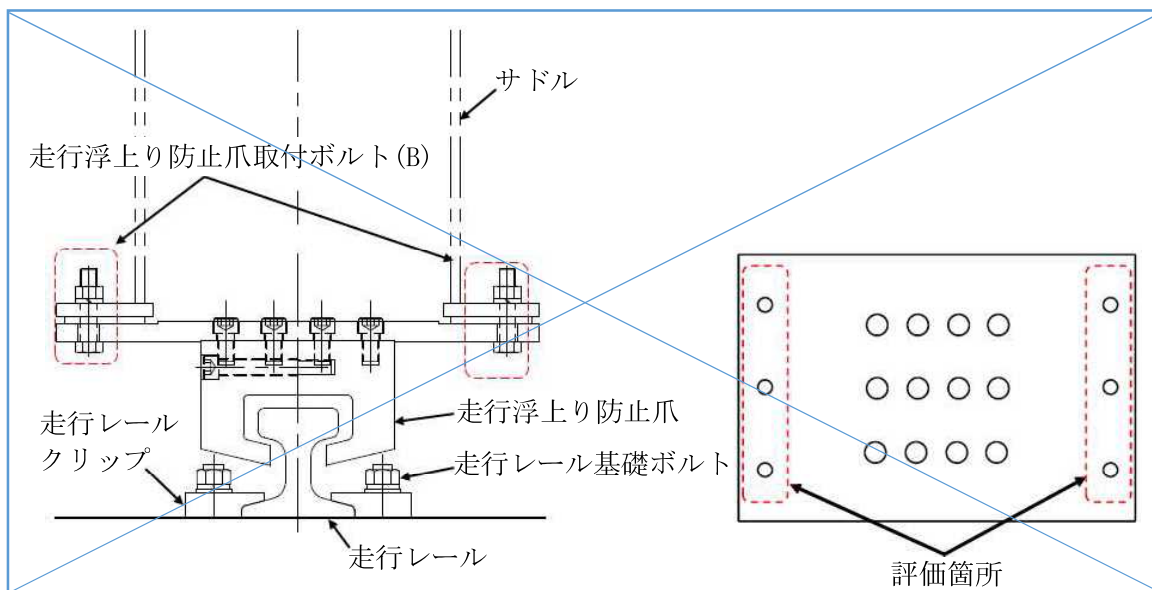 サドル
走行浮上り防止爪取付ボルト(B)
走行浮上り防止爪
走行レール
クリップ
走行レール基礎ボルト
走行レール
評価箇所